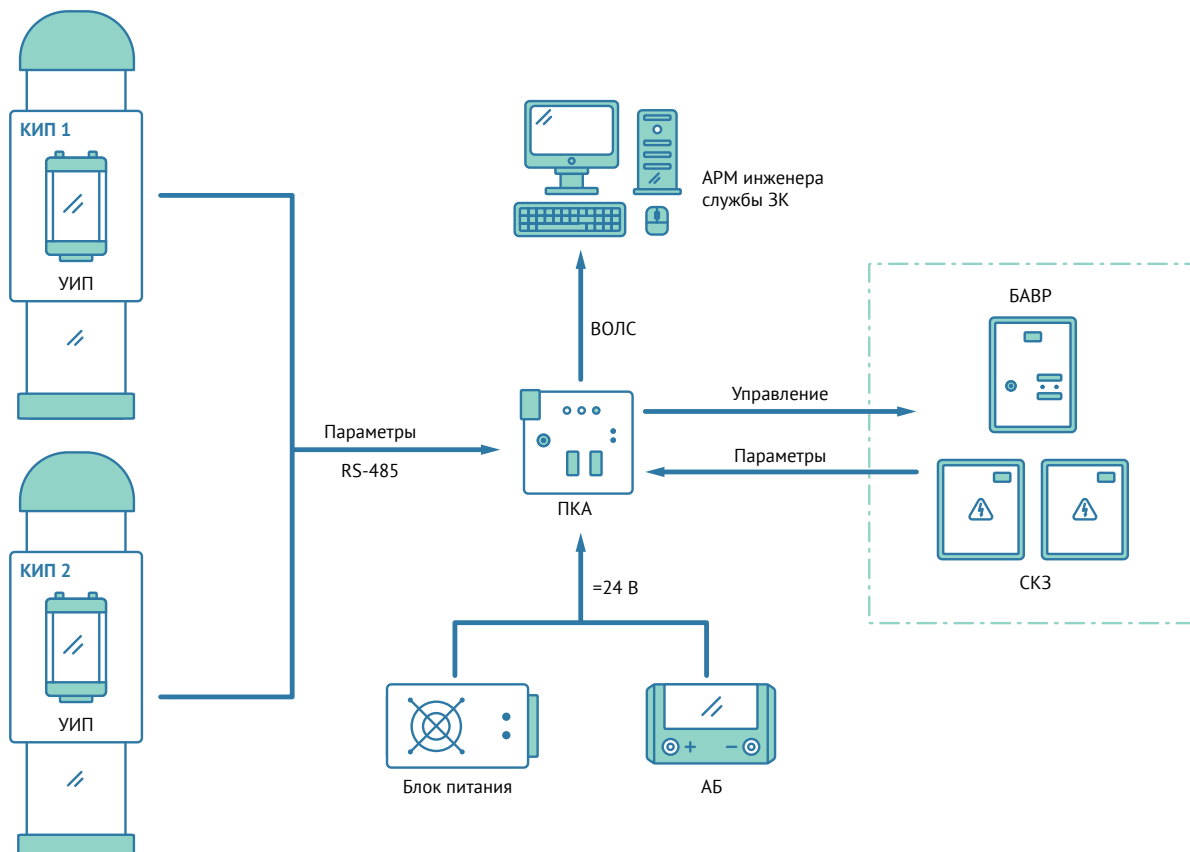 КИП 1
УИП
КИП 2
УИП
Параметры
RS-485
АРМ инженера
службы ЗК
ВОЛС
ПКА
Управление
Параметры
БАВР
СКЗ
=24 В
Блок питания
+ −
АБ